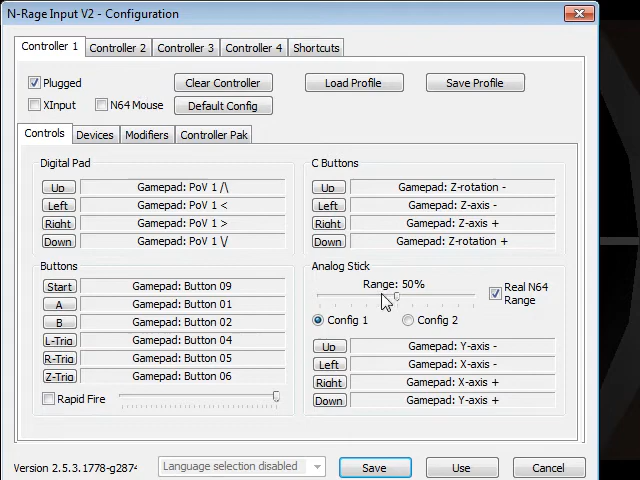 N-Rage Input V2 - Configuration
Controller 1 Controller 2 Controller 3 Controller 4 Shortcuts
Plugged Clear Controller Load Profile Save Profile
XInput N64 Mouse Default Config
Controls Devices Modifiers Controller Pak
Digital Pad
Up Gamepad: PoV 1 /\
Left Gamepad: PoV 1 <
Right Gamepad: PoV 1 >
Down Gamepad: PoV 1 \/
C Buttons
Up Gamepad: Z-rotation -
Left Gamepad: Z-axis -
Right Gamepad: Z-axis +
Down Gamepad: Z-rotation +
Buttons
Start Gamepad: Button 09
A Gamepad: Button 01
B Gamepad: Button 02
L-Trig Gamepad: Button 04
R-Trig Gamepad: Button 05
Z-Trig Gamepad: Button 06
Rapid Fire
Analog Stick
Range: 50%
Real N64
Range
Config 1 Config 2
Up Gamepad: Y-axis -
Left Gamepad: X-axis -
Right Gamepad: X-axis +
Down Gamepad: Y-axis +
Version 2.5.3.1778-g2874 Language selection disabled Save Use Cancel